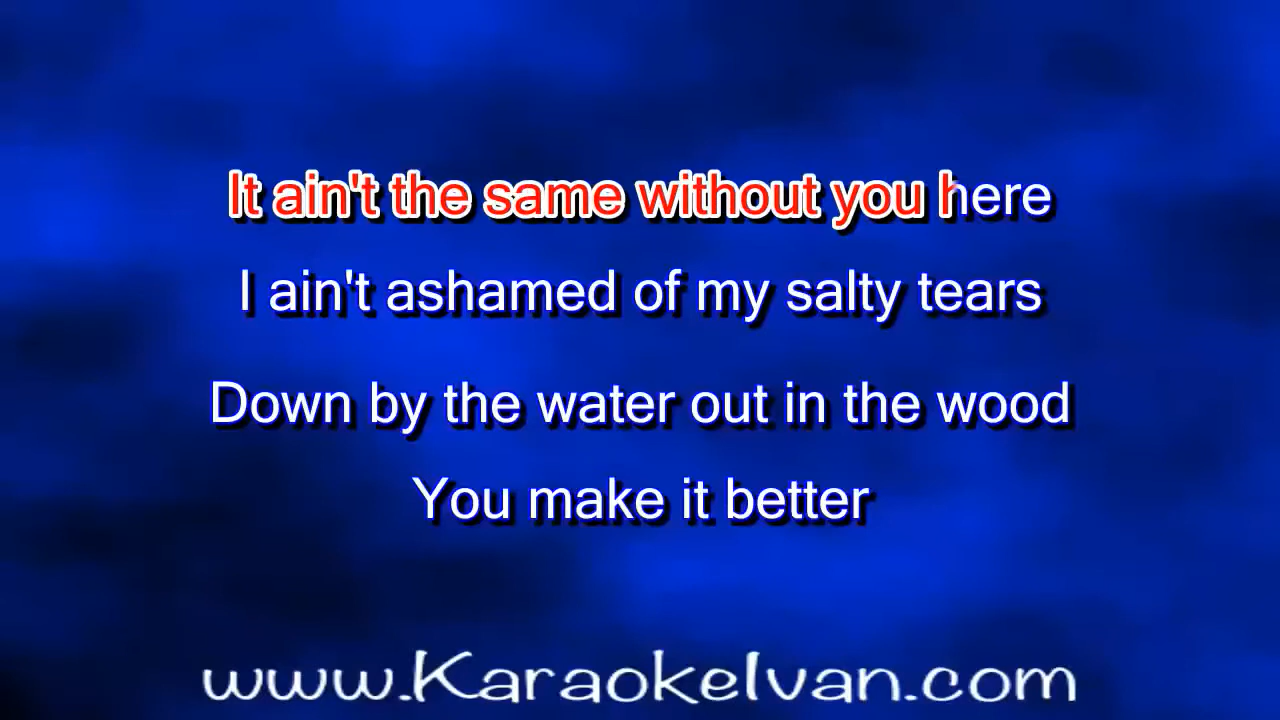 It ain't the same without you here
I ain't ashamed of my salty tears
Down by the water out in the wood
You make it better
www.KaraokeIvan.com